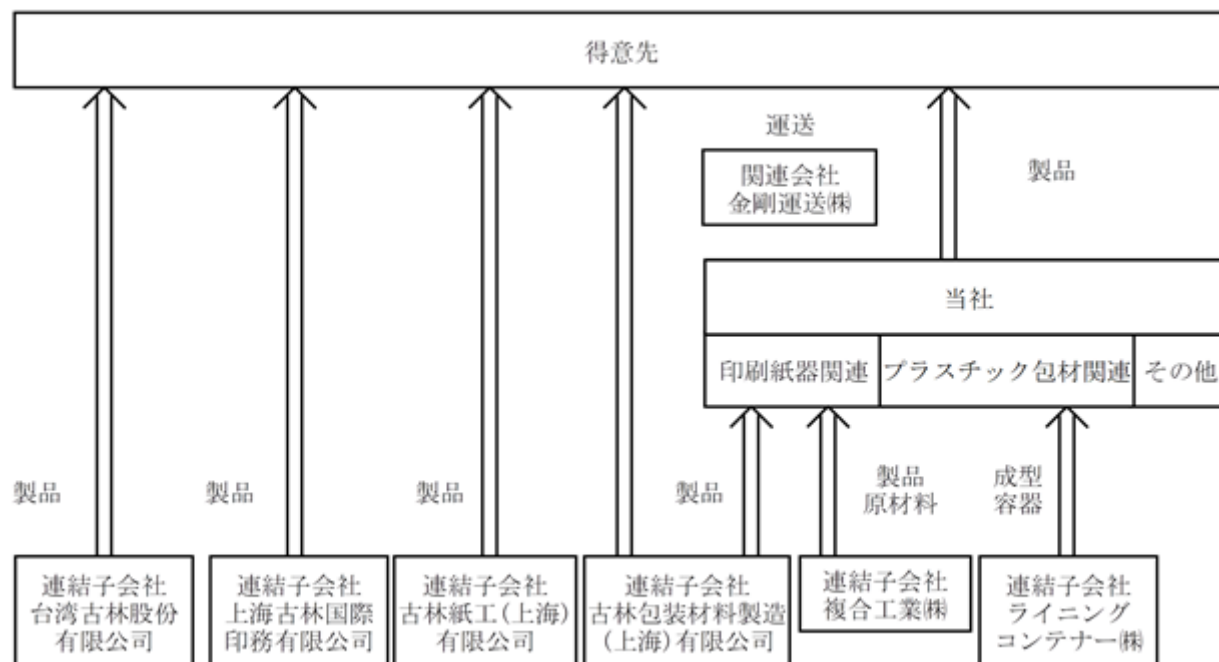 得意先
運送
関連会社
金剛運送㈱
製品
当社
印刷紙器関連
プラスチック包材関連
その他
製品
製品
製品
製品
製品
原材料
成型
容器
連結子会社
台湾古林股份
有限公司
連結子会社
上海古林国際
印務有限公司
連結子会社
古林紙工(上海)
有限公司
連結子会社
古林包装材料製造
(上海)有限公司
連結子会社
複合工業㈱
連結子会社
ライニング
コンテナー㈱